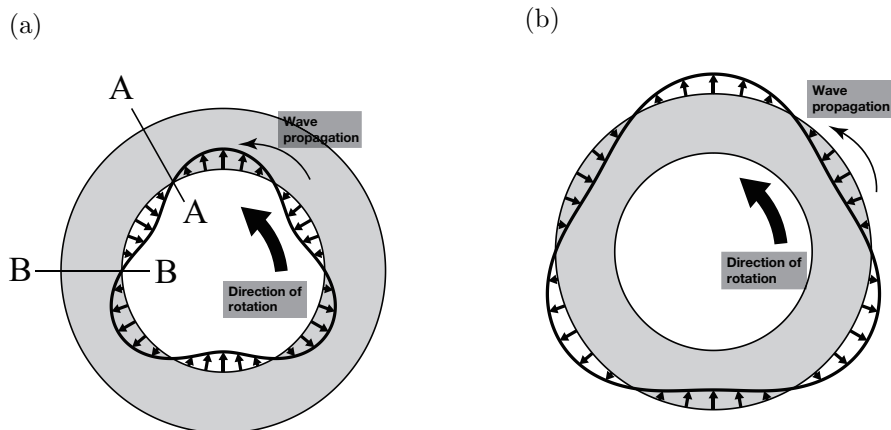 (a)
A
Wave
propagation
A
B
B
Direction of
rotation
(b)
Wave
propagation
Direction of
rotation